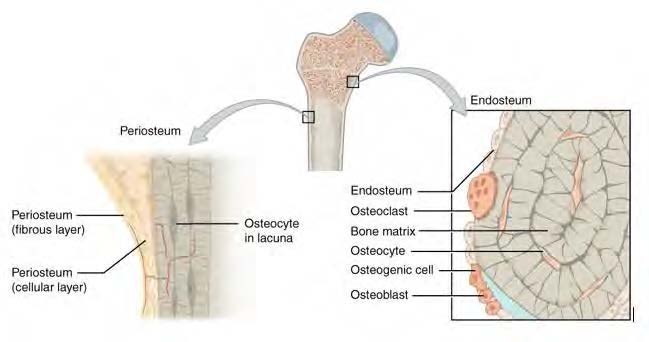 Endosteum
Periosteum
Periosteum
(fibrous layer)
Periosteum
(cellular layer)
Osteocyte
in lacuna
Endosteum
Osteoclast
Bone matrix
Osteocyte
Osteogenic cell
Osteoblast